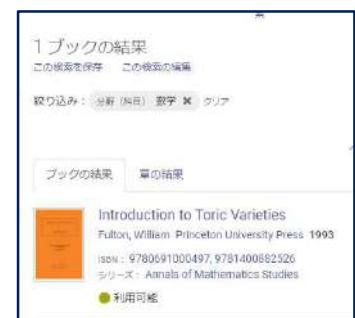 1 ブックの結果
この検索を保存 この検索の編集
絞り込み： 分野 (科目) 数学 ✖ クリア
ブックの結果 章の結果
Introduction to Toric Varieties
Fulton, William Princeton University Press 1993
ISBN： 9780691000497, 9781400882526
シリーズ： Annals of Mathematics Studies
利用可能